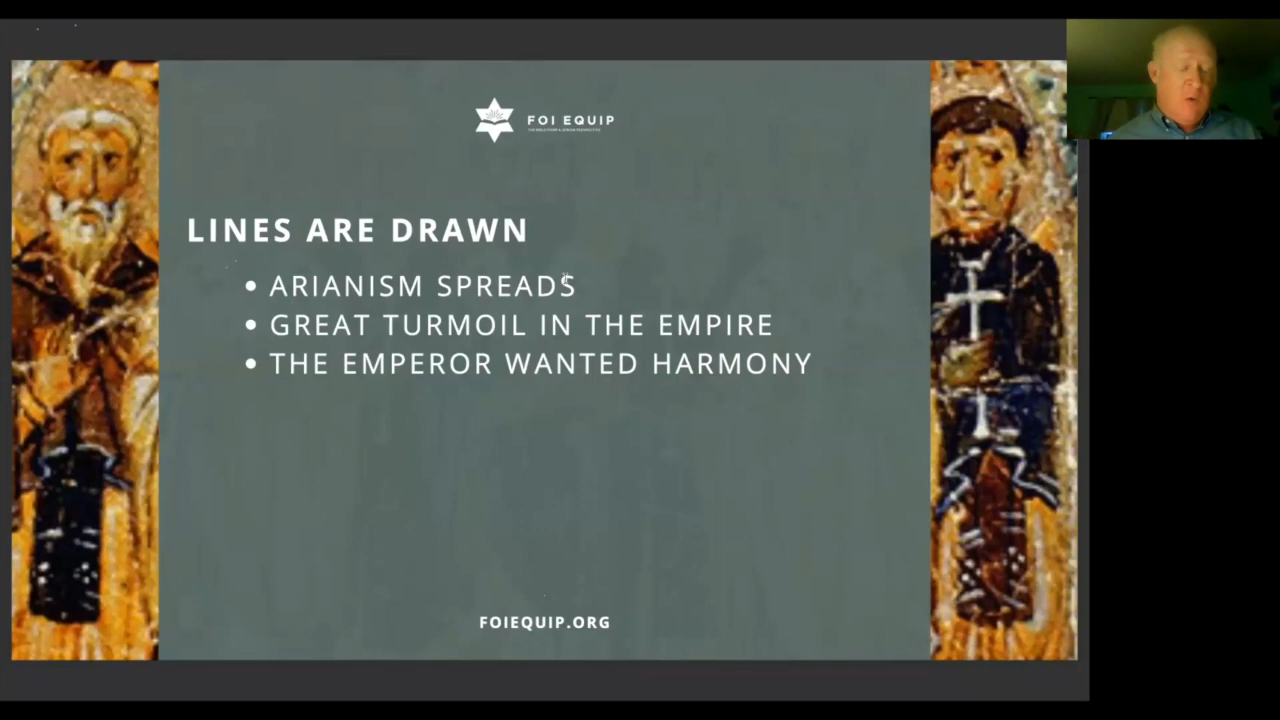 FOI EQUIP
LINES ARE DRAWN
• ARIANISM SPREADS
• GREAT TURMOIL IN THE EMPIRE
• THE EMPEROR WANTED HARMONY
FOIEQUIP.ORG